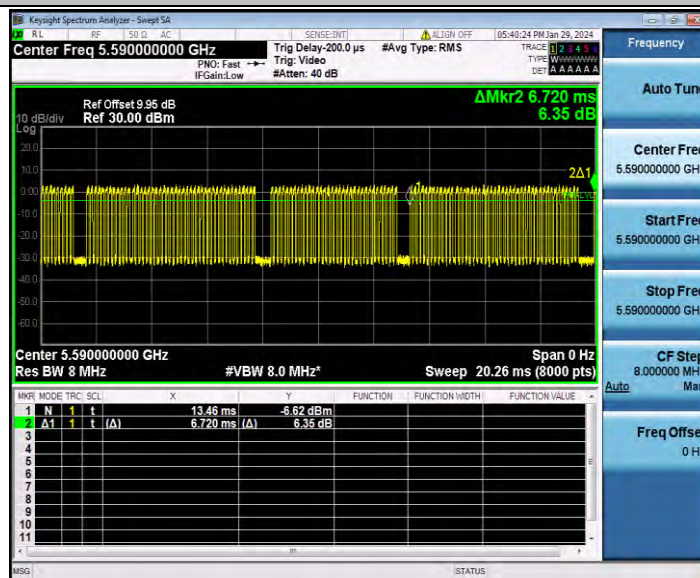 Keysight Spectrum Analyzer - Swept SA
RL RF 50 Ω AC SENSE:INT ALIGN OFF 05:40:24 PM Jan 29, 2024
Center Freq 5.590000000 GHz
Trig Delay-200.0 μs #Avg Type: RMS
TRACE 1 2 3 4 5 6
PNO: Fast Trig: Video
TYPE WWWWWW
IFGain:Low #Atten: 40 dB
DET A A A A A A
Frequency
Auto Tune
ΔMkr2 6.720 ms
6.35 dB
Ref Offset 9.95 dB
10 dB/div Ref 30.00 dBm
Log
20.0
10.0
0.00
-10.0
-20.0
-30.0
-40.0
-50.0
-60.0
2Δ1
1
Center Freq
5.590000000 GH
Start Freq
5.590000000 GH
Stop Freq
5.590000000 GH
CF Step
8.000000 MH
Auto Ma
Freq Offse
0 H
Center 5.590000000 GHz Span 0 Hz
Res BW 8 MHz #VBW 8.0 MHz* Sweep 20.26 ms (8000 pts)
MKR MODE TRC SCL X Y FUNCTION FUNCTION WIDTH FUNCTION VALUE
1 N 1 t 13.46 ms -6.62 dBm
2 Δ1 1 t (Δ) 6.720 ms (Δ) 6.35 dB
3
4
5
6
7
8
9
10
11
MSG STATUS